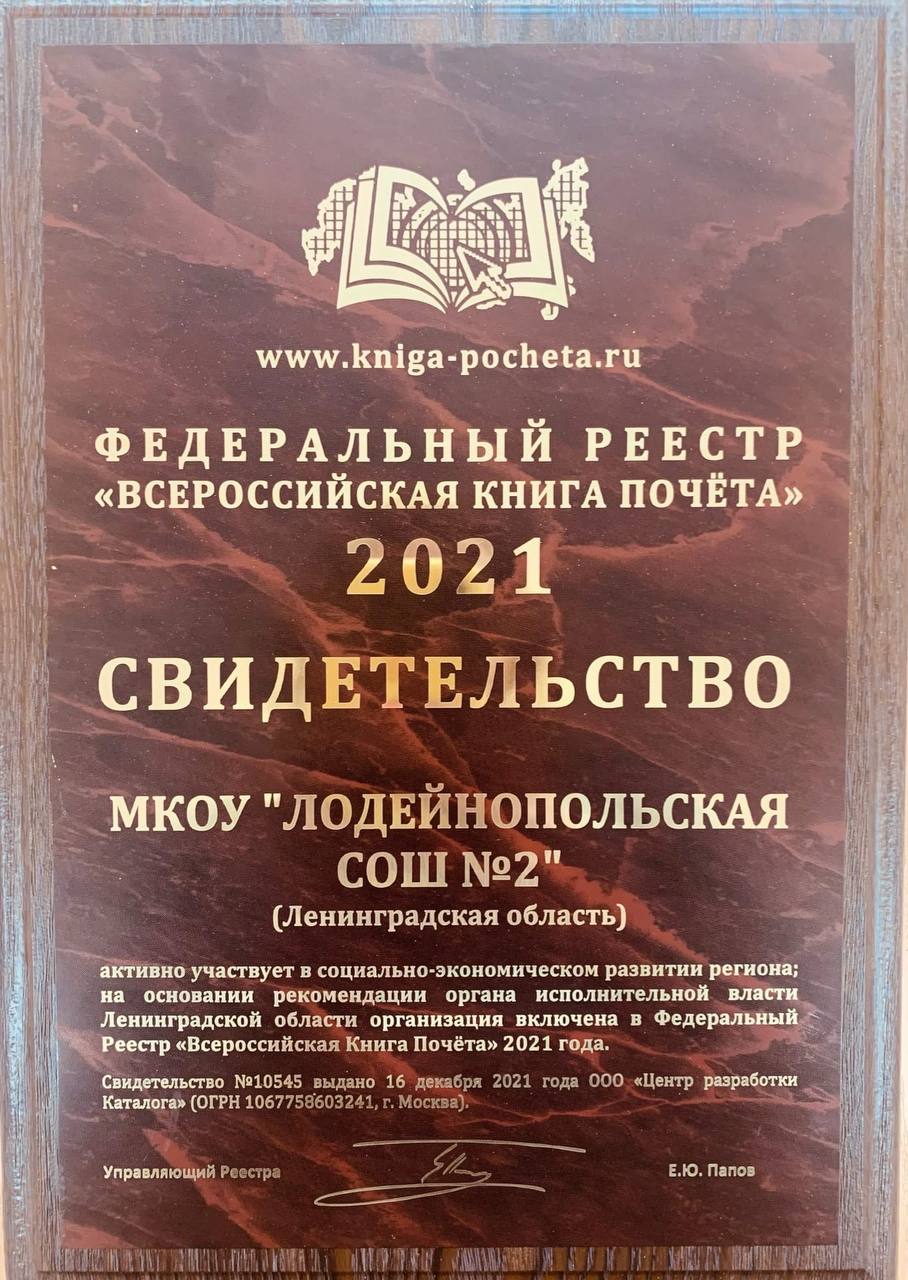 www.kniga-pocheta.ru
ФЕДЕРАЛЬНЫЙ РЕЕСТР
«ВСЕРОССИЙСКАЯ КНИГА ПОЧЁТА»
2021
СВИДЕТЕЛЬСТВО
МКОУ "ЛОДЕЙНОПОЛЬСКАЯ
СОШ №2"
(Ленинградская область)
активно участвует в социально-экономическом развитии региона;
на основании рекомендации органа исполнительной власти
Ленинградской области организация включена в Федеральный
Реестр «Всероссийская Книга Почёта» 2021 года.
Свидетельство №10545 выдано 16 декабря 2021 года ООО «Центр разработки
Каталога» (ОГРН 1067758603241, г. Москва).
Управляющий Реестра Е.Ю. Папов